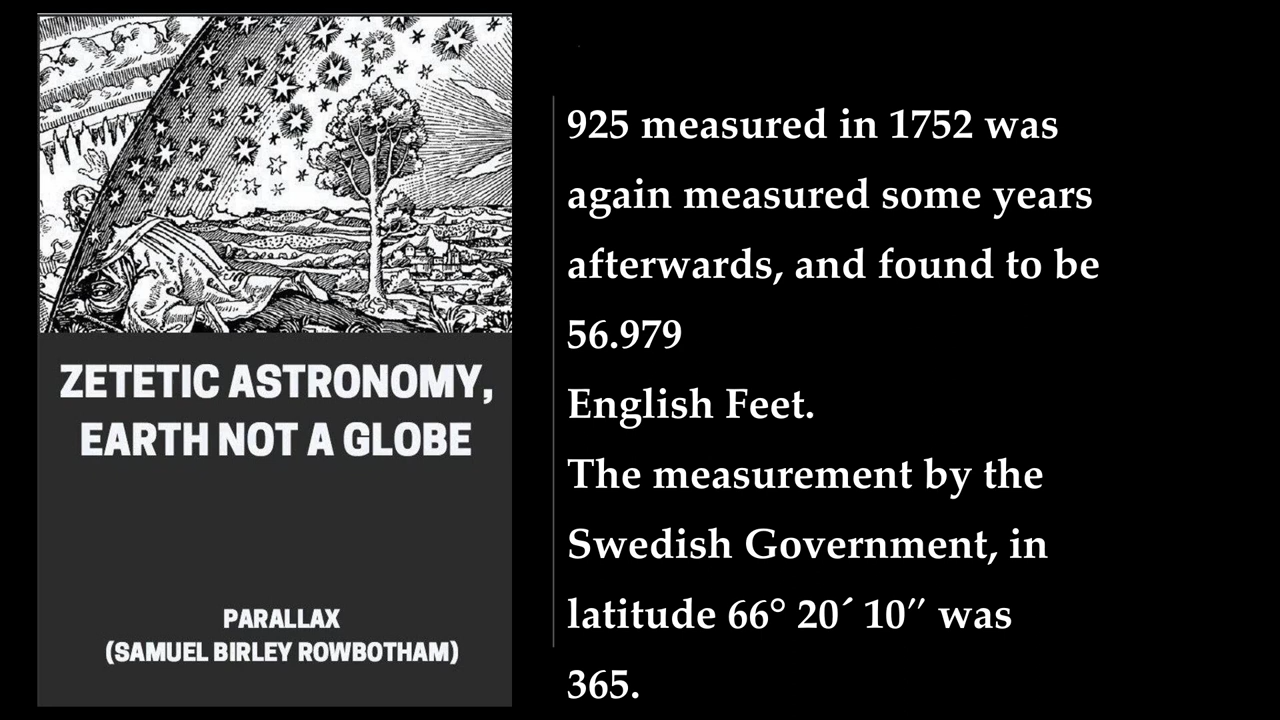 ZETETIC ASTRONOMY,
EARTH NOT A GLOBE
PARALLAX
(SAMUEL BIRLEY ROWBOTHAM)
925 measured in 1752 was
again measured some years
afterwards, and found to be
56.979
English Feet.
The measurement by the
Swedish Government, in
latitude 66° 20´ 10″ was
365.